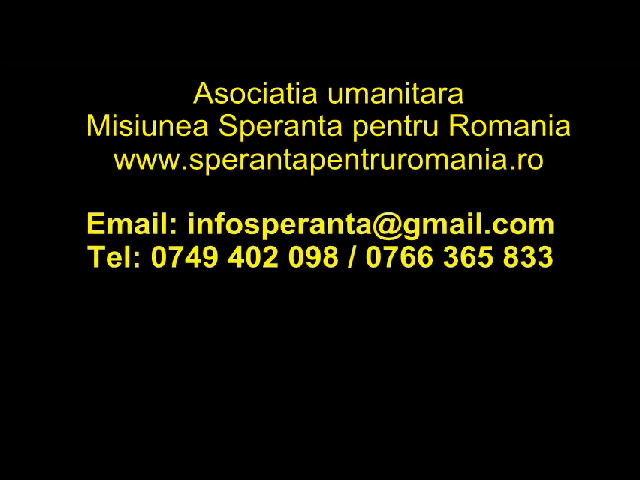 Asociatia umanitara
Misiunea Speranta pentru Romania
www.sperantapentruromania.ro
Email: infosperanta@gmail.com
Tel: 0749 402 098 / 0766 365 833